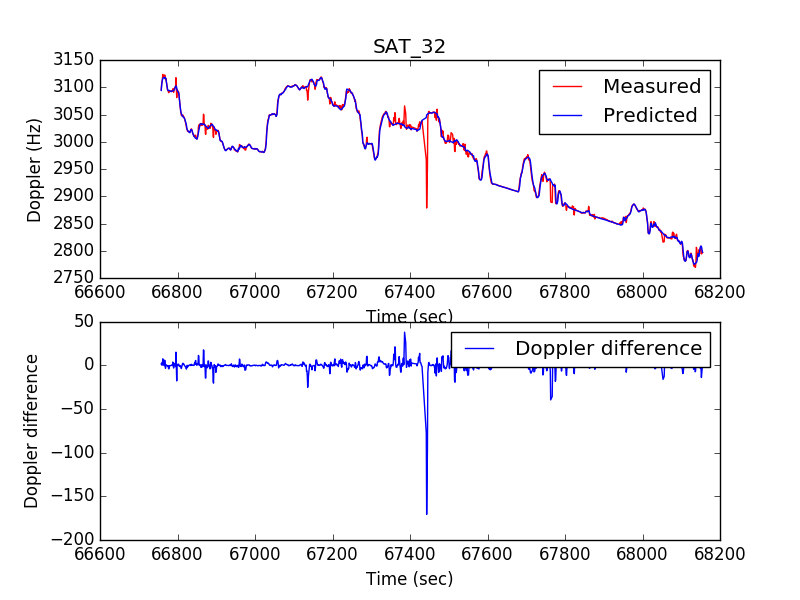 SAT_32
3150
3100
3050
3000
2950
2900
2850
2800
2750
Doppler (Hz)
Measured
Predicted
66600 66800 67000 67200 67400 67600 67800 68000 68200
Time (sec)
50
0
−50
−100
−150
−200
Doppler difference
Doppler difference
66600 66800 67000 67200 67400 67600 67800 68000 68200
Time (sec)